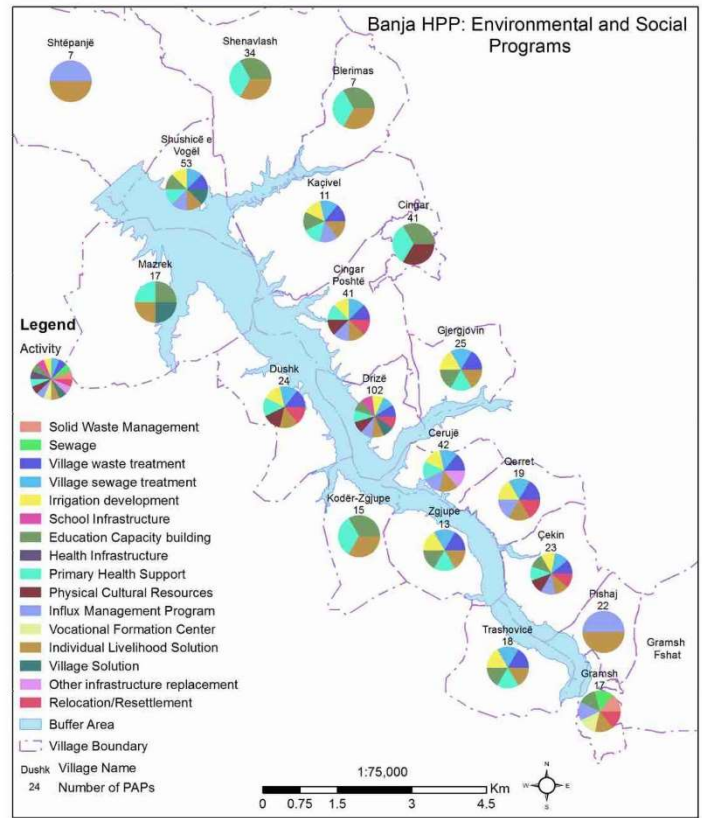 Banja HPP: Environmental and Social
Programs
Shtëpanjë
7
Shenavlash
34
Blerimas
7
Shushicë e
Vogël
53
Kaçivel
11
Cingar
41
Mazrek
17
Cingar
Poshtë
41
Gjergjovin
25
Dushk
24
Drizë
102
Cerujë
42
Qerret
19
Kodër-Zgjupe
15
Zgjupe
13
Çekin
23
Pishaj
22
Trashovicë
18
Gramsh
Fshat
Gramsh
17
Legend
Activity
Solid Waste Management
Sewage
Village waste treatment
Village sewage treatment
Irrigation development
School Infrastructure
Education Capacity building
Health Infrastructure
Primary Health Support
Physical Cultural Resources
Influx Management Program
Vocational Formation Center
Individual Livelihood Solution
Village Solution
Other infrastructure replacement
Relocation/Resettlement
Buffer Area
Village Boundary
Dushk Village Name
24 Number of PAPs
1:75,000
Km
0 0.75 1.5 3 4.5
N
W E
S